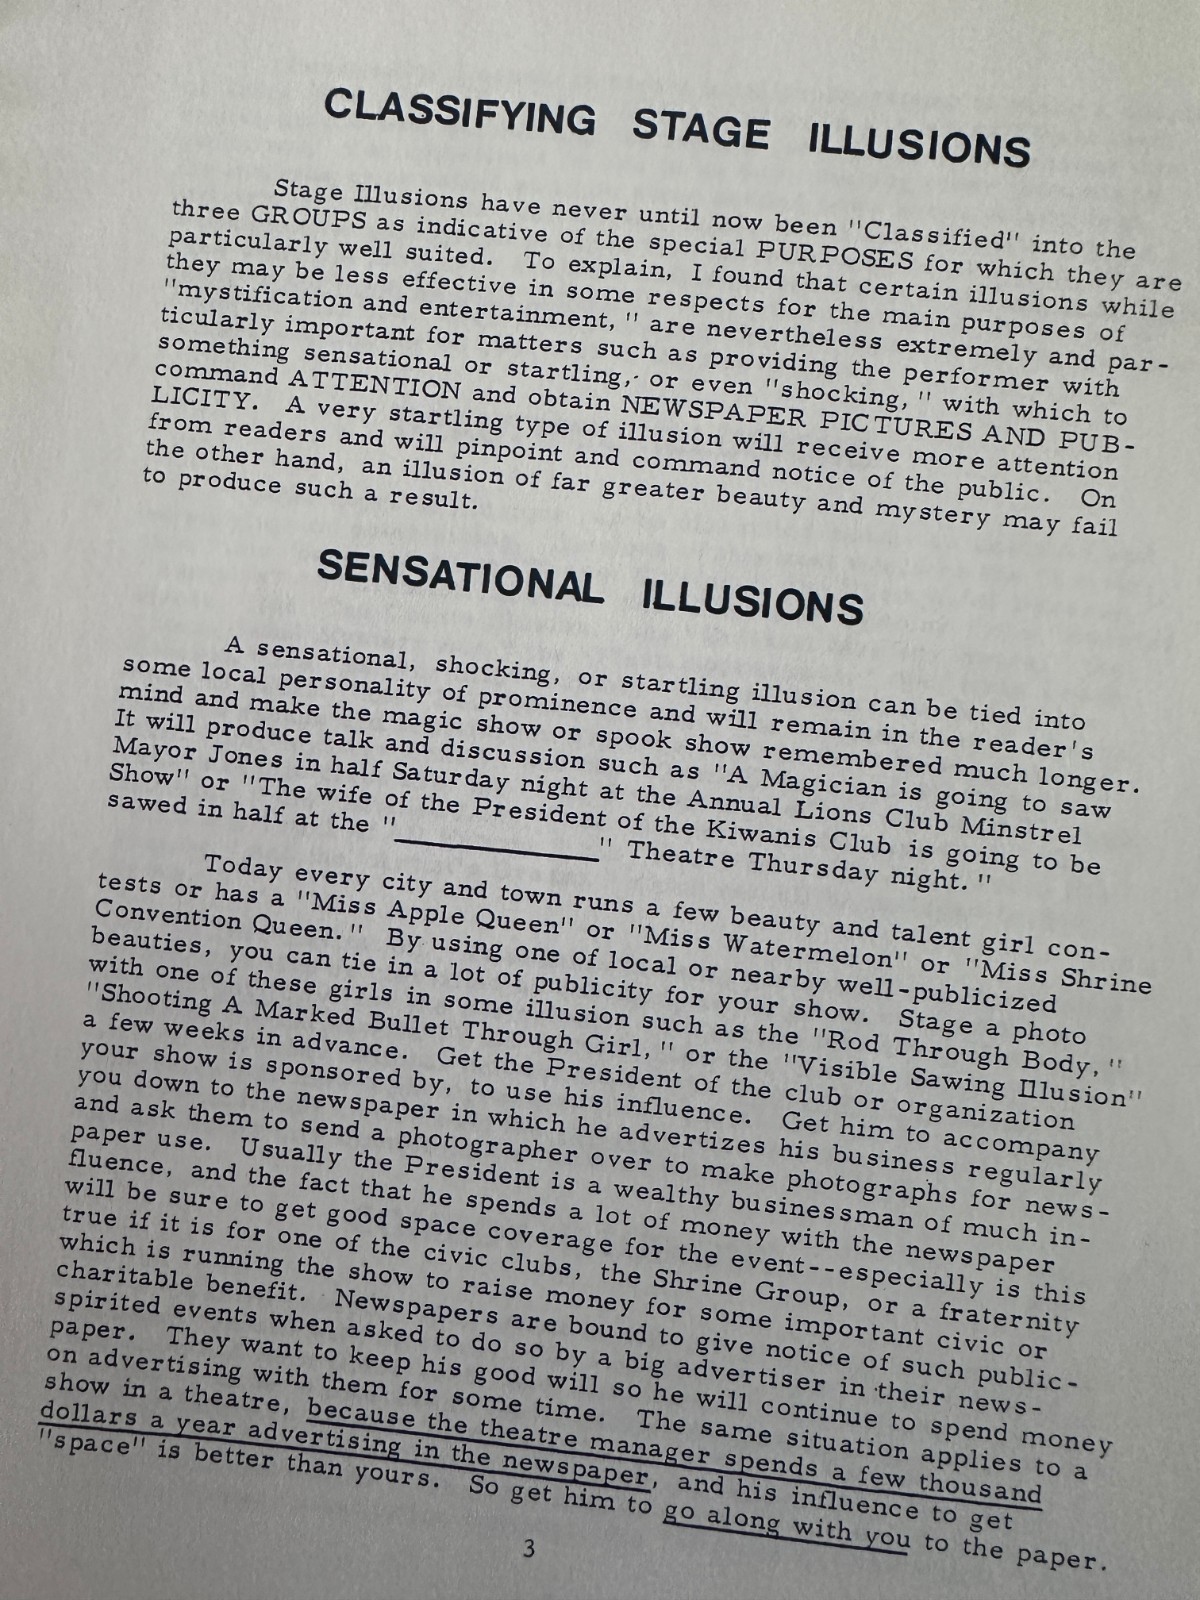 CLASSIFYING STAGE ILLUSIONS
Stage Illusions have never until now been "Classified" into the
three GROUPS as indicative of the special PURPOSES for which they are
particularly well suited. To explain, I found that certain illusions while
they may be less effective in some respects for the main purposes of
"mystification and entertainment," are nevertheless extremely and par-
ticularly important for matters such as providing the performer with
something sensational or startling, or even "shocking," with which to
command ATTENTION and obtain NEWSPAPER PICTURES AND PUB-
LICITY. A very startling type of illusion will receive more attention
from readers and will pinpoint and command notice of the public. On
the other hand, an illusion of far greater beauty and mystery may fail
to produce such a result.
SENSATIONAL ILLUSIONS
A sensational, shocking, or startling illusion can be tied into
some local personality of prominence and will remain in the reader's
mind and make the magic show or spook show remembered much longer.
It will produce talk and discussion such as "A Magician is going to saw
Mayor Jones in half Saturday night at the Annual Lions Club Minstrel
Show" or "The wife of the President of the Kiwanis Club is going to be
sawed in half at the "__________" Theatre Thursday night."
Today every city and town runs a few beauty and talent girl con-
tests or has a "Miss Apple Queen" or "Miss Watermelon" or "Miss Shrine
Convention Queen." By using one of local or nearby well-publicized
beauties, you can tie in a lot of publicity for your show. Stage a photo
with one of these girls in some illusion such as the "Rod Through Body,"
"Shooting A Marked Bullet Through Girl," or the "Visible Sawing Illusion"
a few weeks in advance. Get the President of the club or organization
your show is sponsored by, to use his influence. Get him to accompany
you down to the newspaper in which he advertizes his business regularly
and ask them to send a photographer over to make photographs for news-
paper use. Usually the President is a wealthy businessman of much in-
fluence, and the fact that he spends a lot of money with the newspaper
will be sure to get good space coverage for the event--especially is this
true if it is for one of the civic clubs, the Shrine Group, or a fraternity
which is running the show to raise money for some important civic or
charitable benefit. Newspapers are bound to give notice of such public-
spirited events when asked to do so by a big advertiser in their news-
paper. They want to keep his good will so he will continue to spend money
on advertising with them for some time. The same situation applies to a
show in a theatre, because the theatre manager spends a few thousand
dollars a year advertising in the newspaper, and his influence to get
"space" is better than yours. So get him to go along with you to the paper.
3